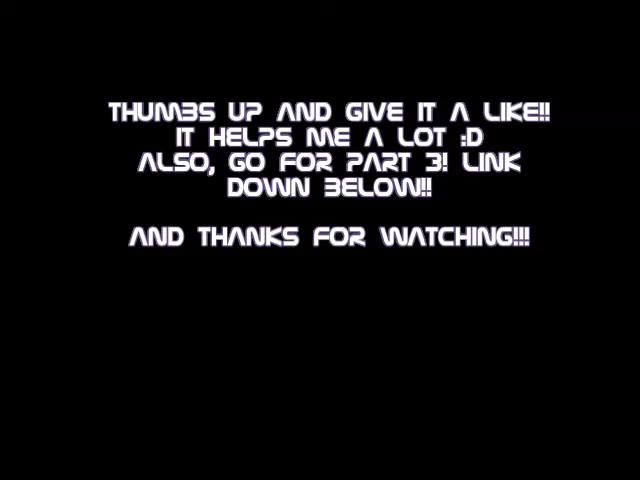 THUMBS UP AND GIVE IT A LIKE!!
IT HELPS ME A LOT :D
ALSO, GO FOR PART 3! LINK
DOWN BELOW!!
AND THANKS FOR WATCHING!!!